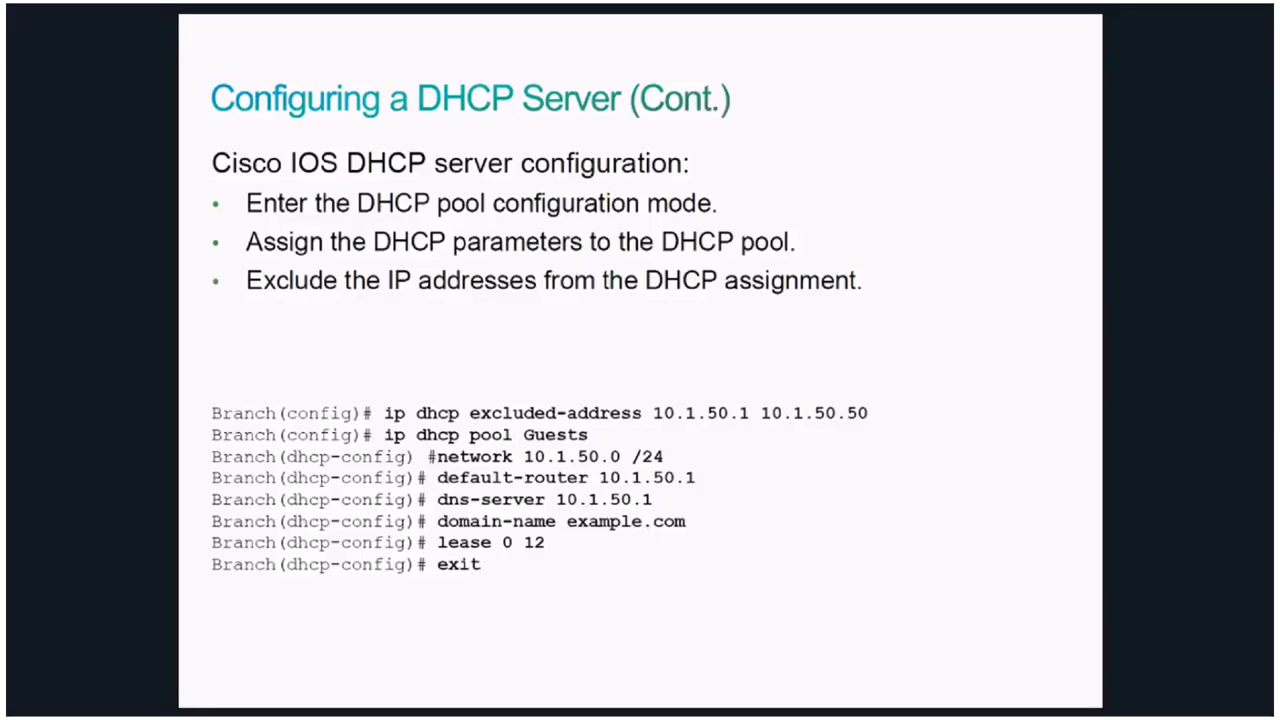 Configuring a DHCP Server (Cont.)
Cisco IOS DHCP server configuration:
• Enter the DHCP pool configuration mode.
• Assign the DHCP parameters to the DHCP pool.
• Exclude the IP addresses from the DHCP assignment.
Branch(config)# ip dhcp excluded-address 10.1.50.1 10.1.50.50
Branch(config)# ip dhcp pool Guests
Branch(dhcp-config) #network 10.1.50.0 /24
Branch(dhcp-config)# default-router 10.1.50.1
Branch(dhcp-config)# dns-server 10.1.50.1
Branch(dhcp-config)# domain-name example.com
Branch(dhcp-config)# lease 0 12
Branch(dhcp-config)# exit